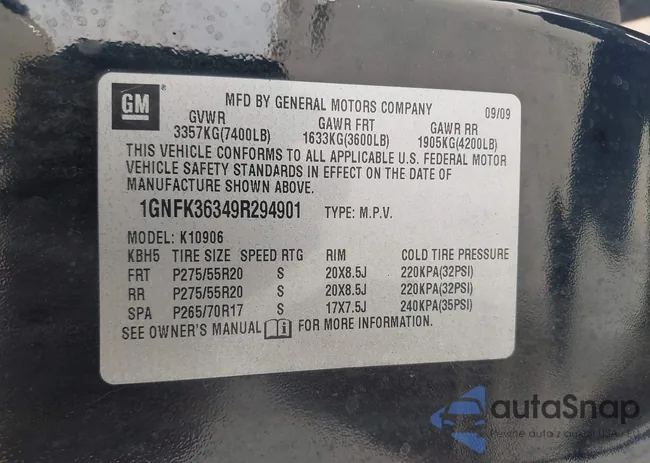 GM
MFD BY GENERAL MOTORS COMPANY 09/09
GVWR GAWR FRT GAWR RR
3357KG(7400LB) 1633KG(3600LB) 1905KG(4200LB)
THIS VEHICLE CONFORMS TO ALL APPLICABLE U.S. FEDERAL MOTOR
VEHICLE SAFETY STANDARDS IN EFFECT ON THE DATE OF
MANUFACTURE SHOWN ABOVE.
1GNFK36349R294901 TYPE: M.P.V.
MODEL: K10906
KBH5 TIRE SIZE SPEED RTG RIM COLD TIRE PRESSURE
FRT P275/55R20 S 20X8.5J 220KPA(32PSI)
RR P275/55R20 S 20X8.5J 220KPA(32PSI)
SPA P265/70R17 S 17X7.5J 240KPA(35PSI)
SEE OWNER'S MANUAL i FOR MORE INFORMATION.
autaSnap
Pewne auta z aukcji USA